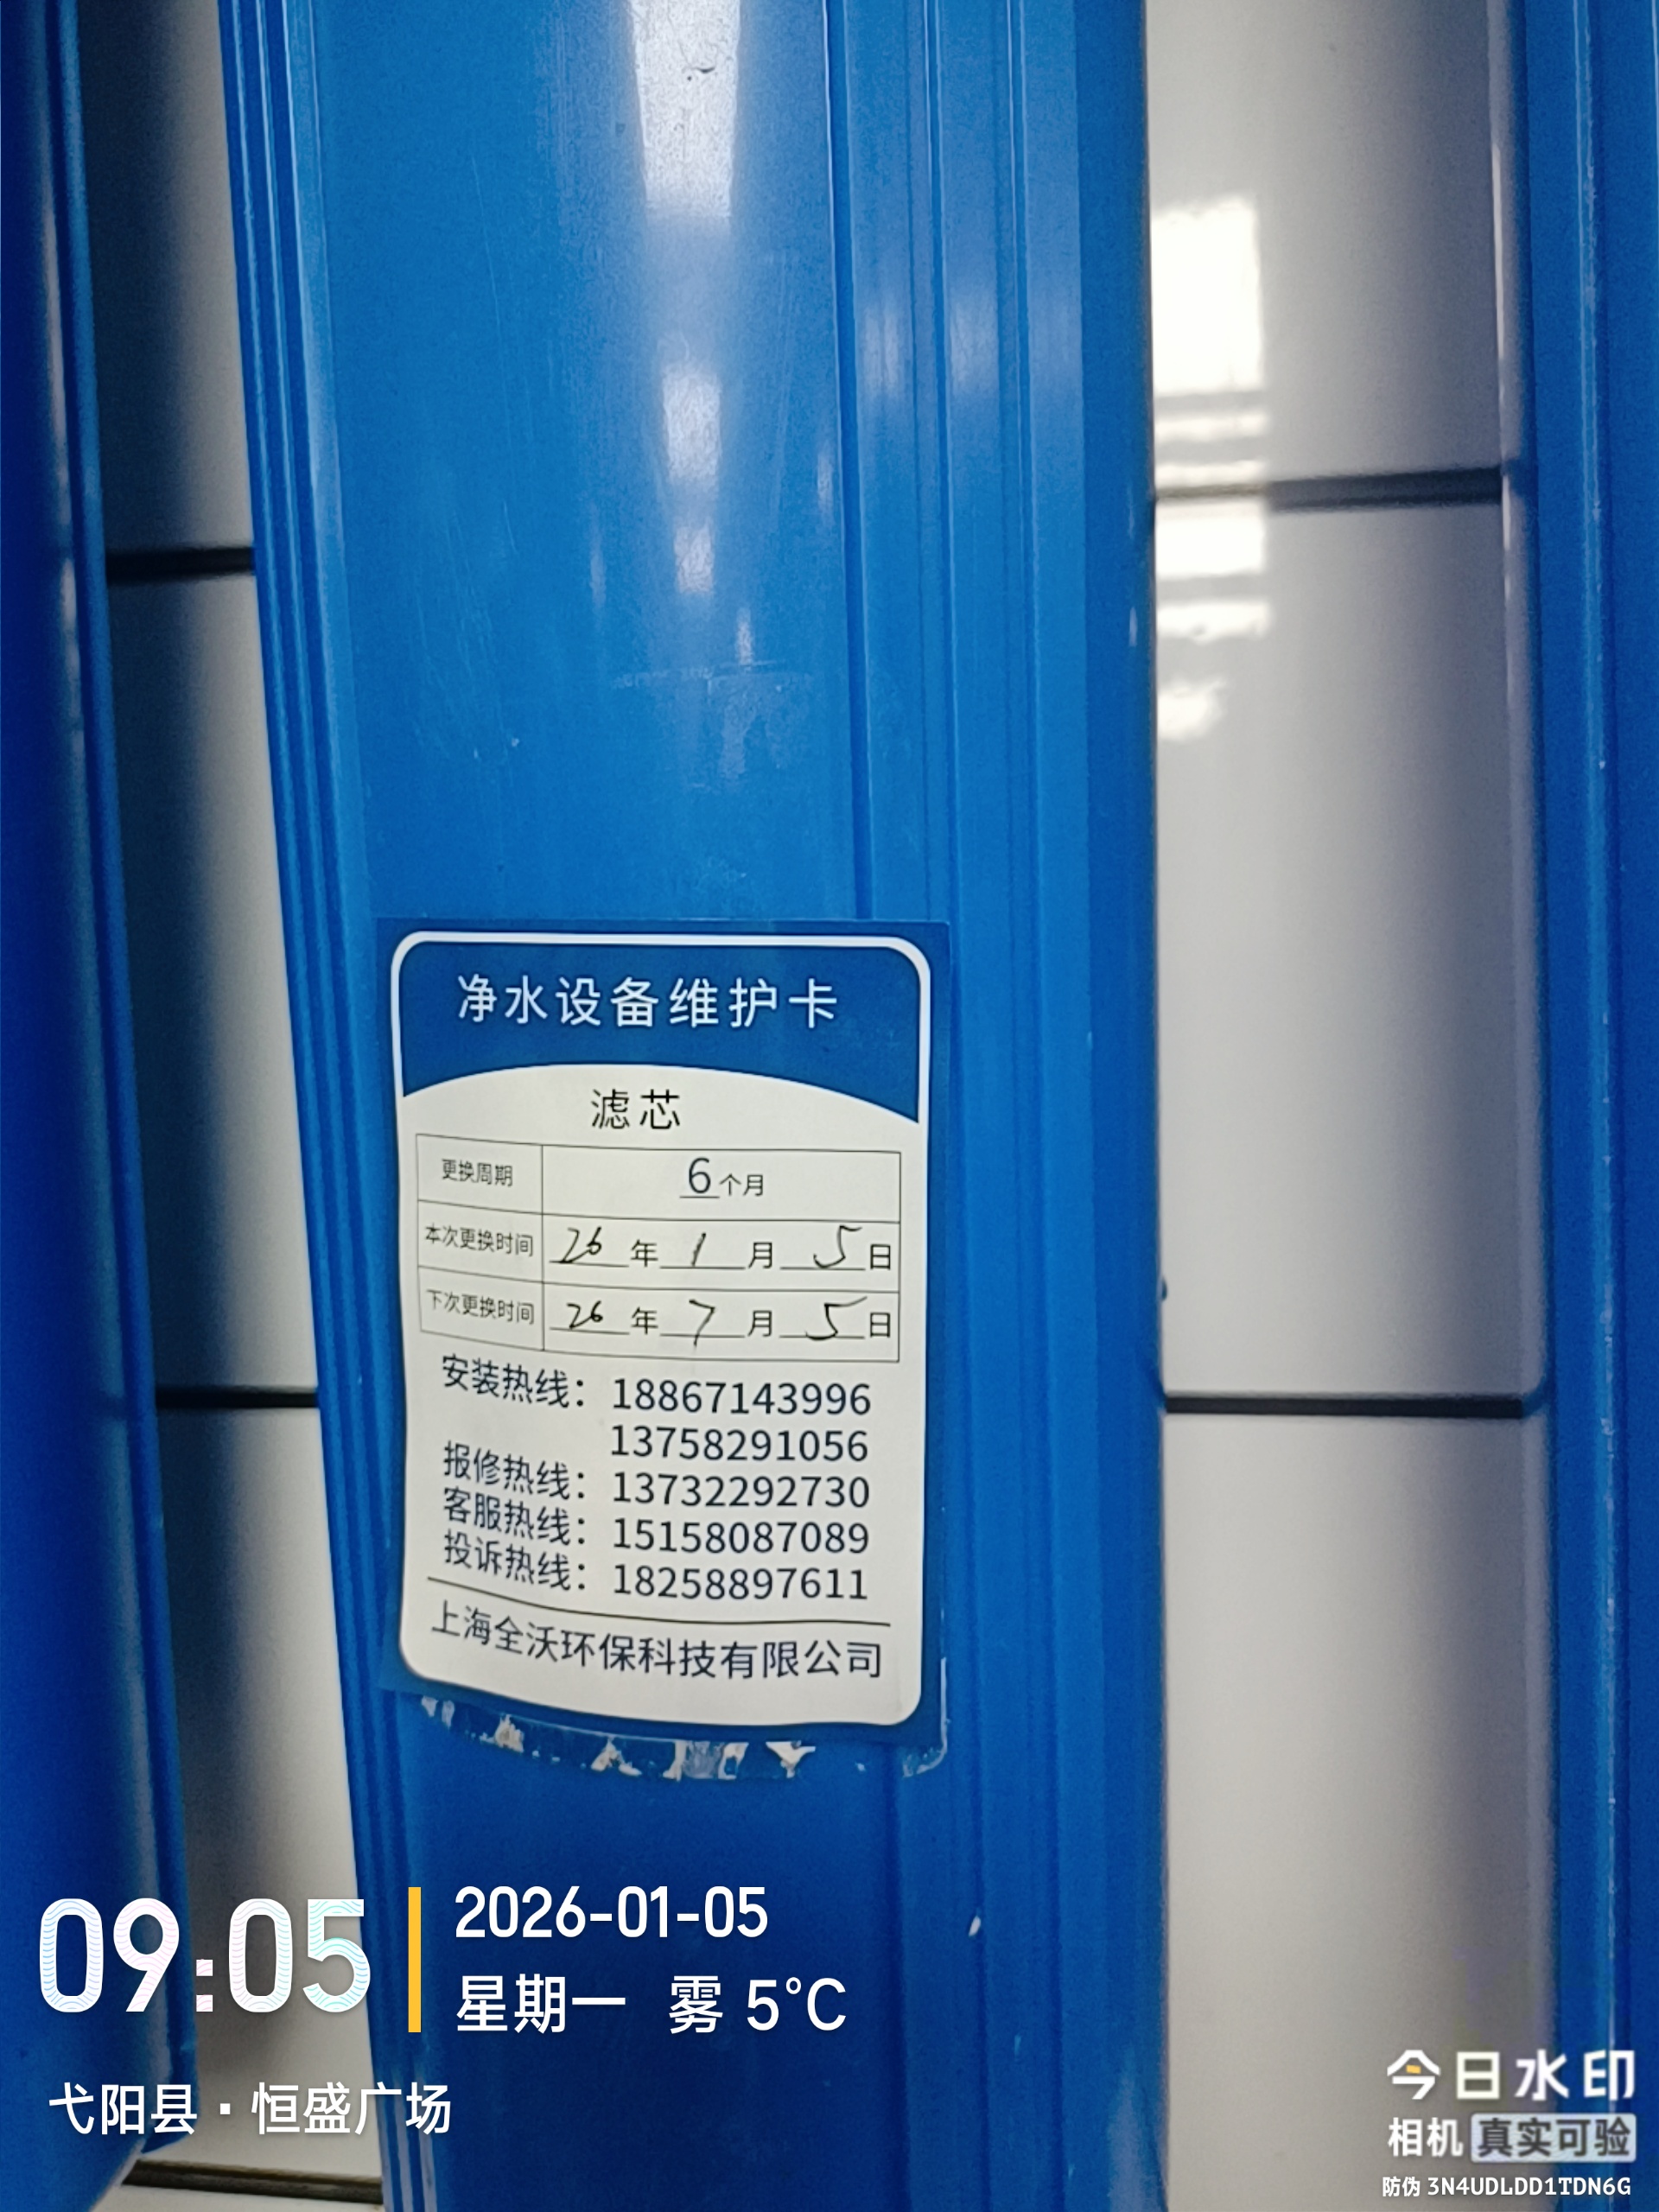 净水设备维护卡
滤芯
更换周期 6个月
本次更换时间 26年1月5日
下次更换时间 26年7月5日
安装热线：18867143996
13758291056
报修热线：13732292730
客服热线：15158087089
投诉热线：18258897611
上海全沃环保科技有限公司
09:05
2026-01-05
星期一 雾 5°C
弋阳县·恒盛广场
今日水印
相机 真实可验
防伪 3N4UDLDD1TDN6G